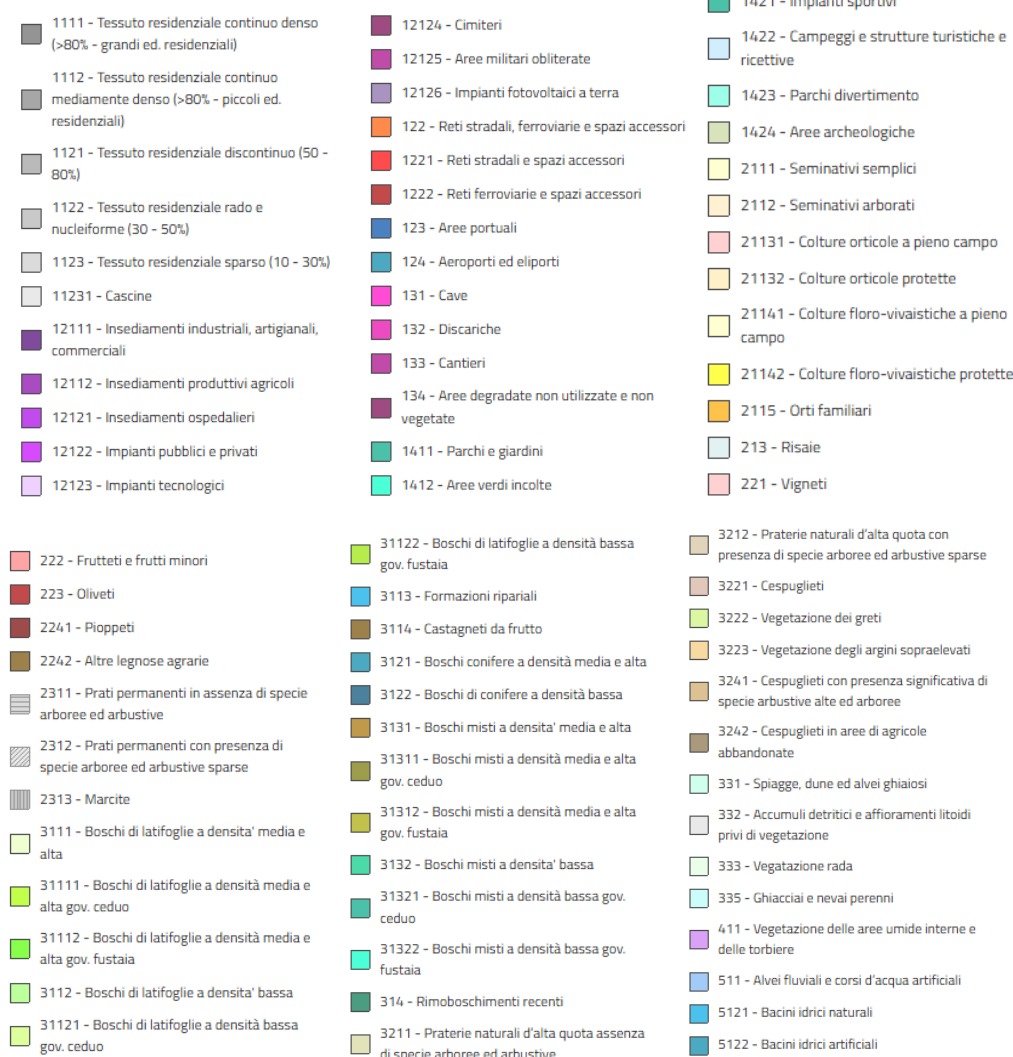 1111 - Tessuto residenziale continuo denso
(>80% - grandi ed. residenziali)
1112 - Tessuto residenziale continuo
mediamente denso (>80% - piccoli ed.
residenziali)
1121 - Tessuto residenziale discontinuo (50 -
80%)
1122 - Tessuto residenziale rado e
nucleiforme (30 - 50%)
1123 - Tessuto residenziale sparso (10 - 30%)
11231 - Cascine
12111 - Insediamenti industriali, artigianali,
commerciali
12112 - Insediamenti produttivi agricoli
12121 - Insediamenti ospedalieri
12122 - Impianti pubblici e privati
12123 - Impianti tecnologici
12124 - Cimiteri
12125 - Aree militari obliterate
12126 - Impianti fotovoltaici a terra
122 - Reti stradali, ferroviarie e spazi accessori
1221 - Reti stradali e spazi accessori
1222 - Reti ferroviarie e spazi accessori
123 - Aree portuali
124 - Aeroporti ed eliporti
131 - Cave
132 - Discariche
133 - Cantieri
134 - Aree degradate non utilizzate e non
vegetate
1411 - Parchi e giardini
1412 - Aree verdi incolte
1421 - Impianti sportivi
1422 - Campeggi e strutture turistiche e
ricettive
1423 - Parchi divertimento
1424 - Aree archeologiche
2111 - Seminativi semplici
2112 - Seminativi arborati
21131 - Colture orticole a pieno campo
21132 - Colture orticole protette
21141 - Colture floro-vivaistiche a pieno
campo
21142 - Colture floro-vivaistiche protette
2115 - Orti familiari
213 - Risaie
221 - Vigneti
222 - Frutteti e frutti minori
223 - Oliveti
2241 - Pioppeti
2242 - Altre legnose agrarie
2311 - Prati permanenti in assenza di specie
arboree ed arbustive
2312 - Prati permanenti con presenza di
specie arboree ed arbustive sparse
2313 - Marcite
3111 - Boschi di latifoglie a densita' media e
alta
31111 - Boschi di latifoglie a densità media e
alta gov. ceduo
31112 - Boschi di latifoglie a densità media e
alta gov. fustaia
3112 - Boschi di latifoglie a densita' bassa
31121 - Boschi di latifoglie a densità bassa
gov. ceduo
31122 - Boschi di latifoglie a densità bassa
gov. fustaia
3113 - Formazioni ripariali
3114 - Castagneti da frutto
3121 - Boschi conifere a densità media e alta
3122 - Boschi di conifere a densità bassa
3131 - Boschi misti a densita' media e alta
31311 - Boschi misti a densità media e alta
gov. ceduo
31312 - Boschi misti a densità media e alta
gov. fustaia
3132 - Boschi misti a densita' bassa
31321 - Boschi misti a densità bassa gov.
ceduo
31322 - Boschi misti a densità bassa gov.
fustaia
314 - Rimoboschimenti recenti
3211 - Praterie naturali d'alta quota assenza
di specie arboree ed arbustive
3212 - Praterie naturali d'alta quota con
presenza di specie arboree ed arbustive sparse
3221 - Cespuglieti
3222 - Vegetazione dei greti
3223 - Vegetazione degli argini sopraelevati
3241 - Cespuglieti con presenza significativa di
specie arbustive alte ed arboree
3242 - Cespuglieti in aree di agricole
abbandonate
331 - Spiagge, dune ed alvei ghiaiosi
332 - Accumuli detritici e affioramenti litoidi
privi di vegetazione
333 - Vegatazione rada
335 - Ghiacciai e nevai perenni
411 - Vegetazione delle aree umide interne e
delle torbiere
511 - Alvei fluviali e corsi d'acqua artificiali
5121 - Bacini idrici naturali
5122 - Bacini idrici artificiali